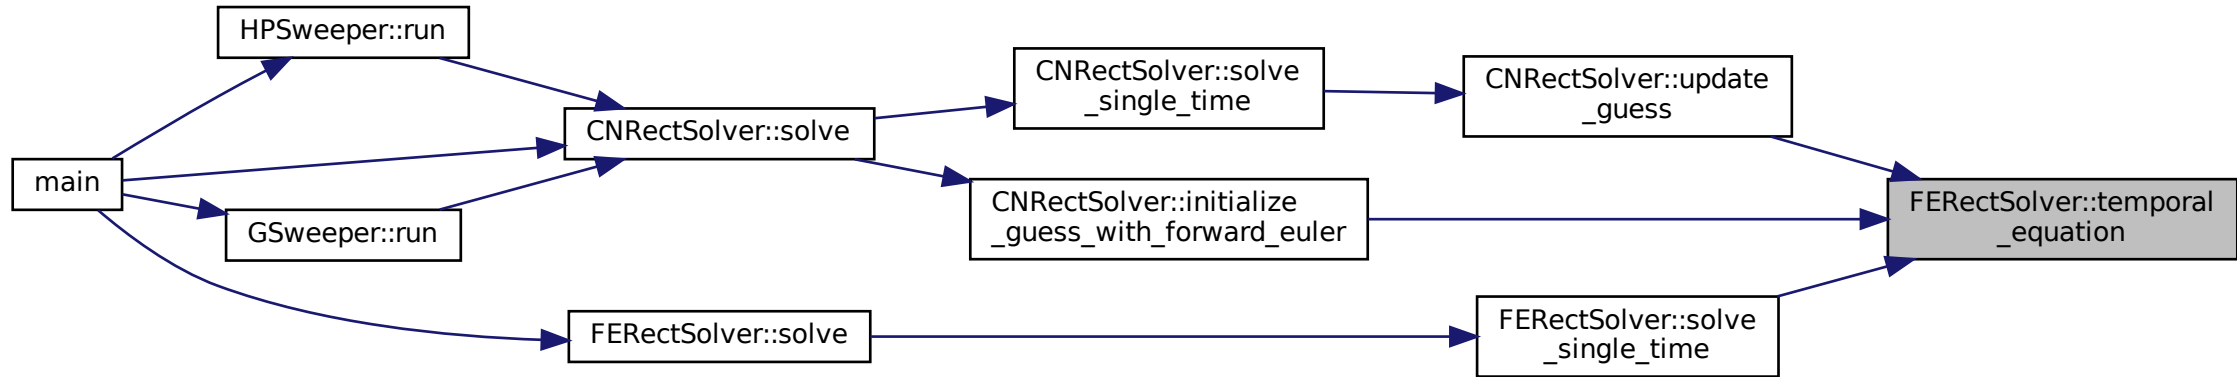 HPSweeper::run
CNRectSolver::solve
_single_time
CNRectSolver::update
_guess
CNRectSolver::solve
main
CNRectSolver::initialize
_guess_with_forward_euler
FERectSolver::temporal
_equation
GSweeper::run
FERectSolver::solve
FERectSolver::solve
_single_time